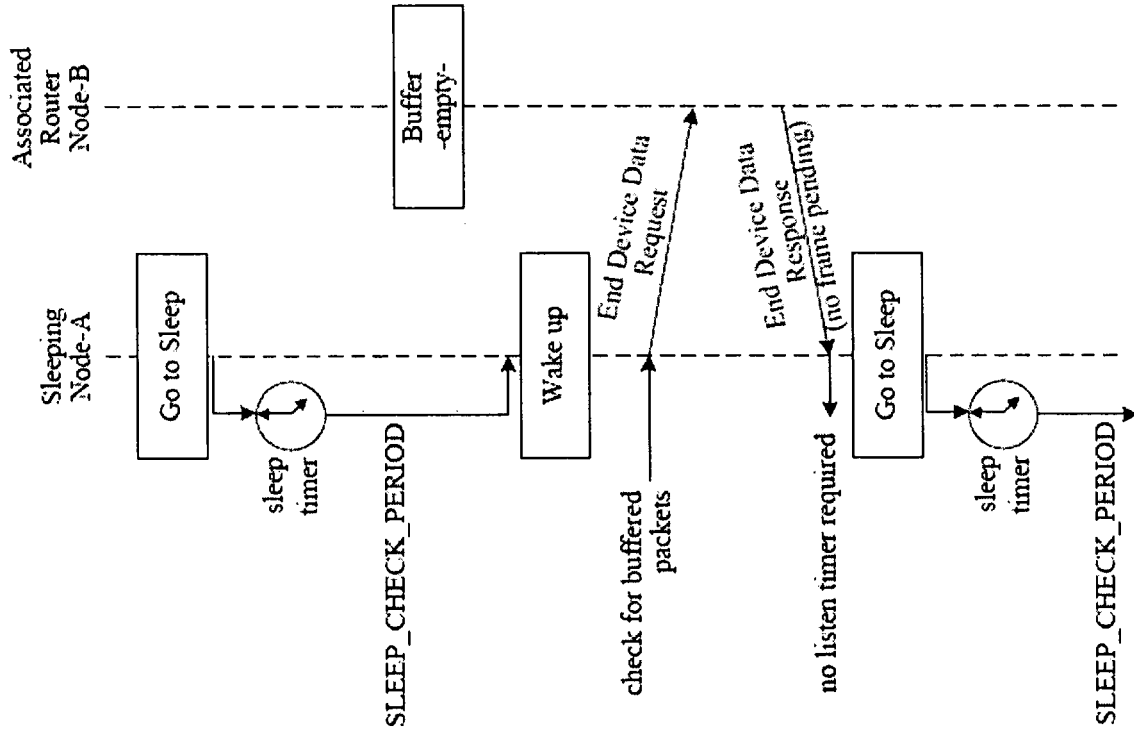 Sleeping
Node-A
Associated
Router
Node-B
Go to Sleep
sleep
timer
SLEEP_CHECK_PERIOD
Buffer
-empty-
Wake up
check for buffered
packets
End Device Data
Request
End Device Data
Response
(no frame pending)
no listen timer required
Go to Sleep
sleep
timer
SLEEP_CHECK_PERIOD